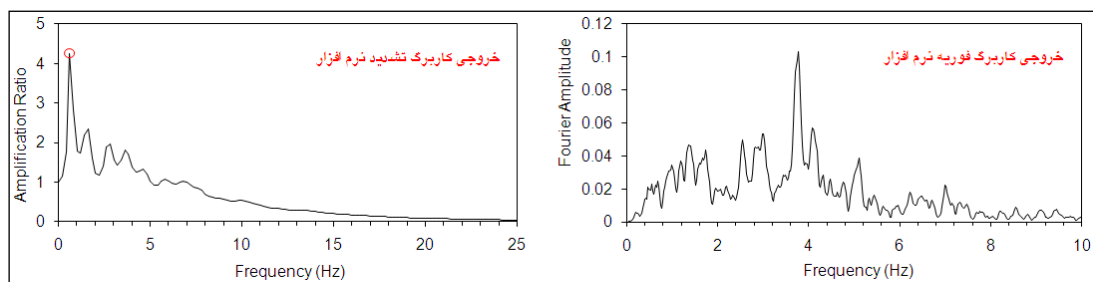 Amplification Ratio
5
4
3
2
1
0
خروجی کاربرگ تشدید نرم افزار
0 5 10 15 20 25
Frequency (Hz)
Fourier Amplitude
0.12
0.1
0.08
0.06
0.04
0.02
0
خروجی کاربرگ فوریه نرم افزار
0 2 4 6 8 10
Frequency (Hz)